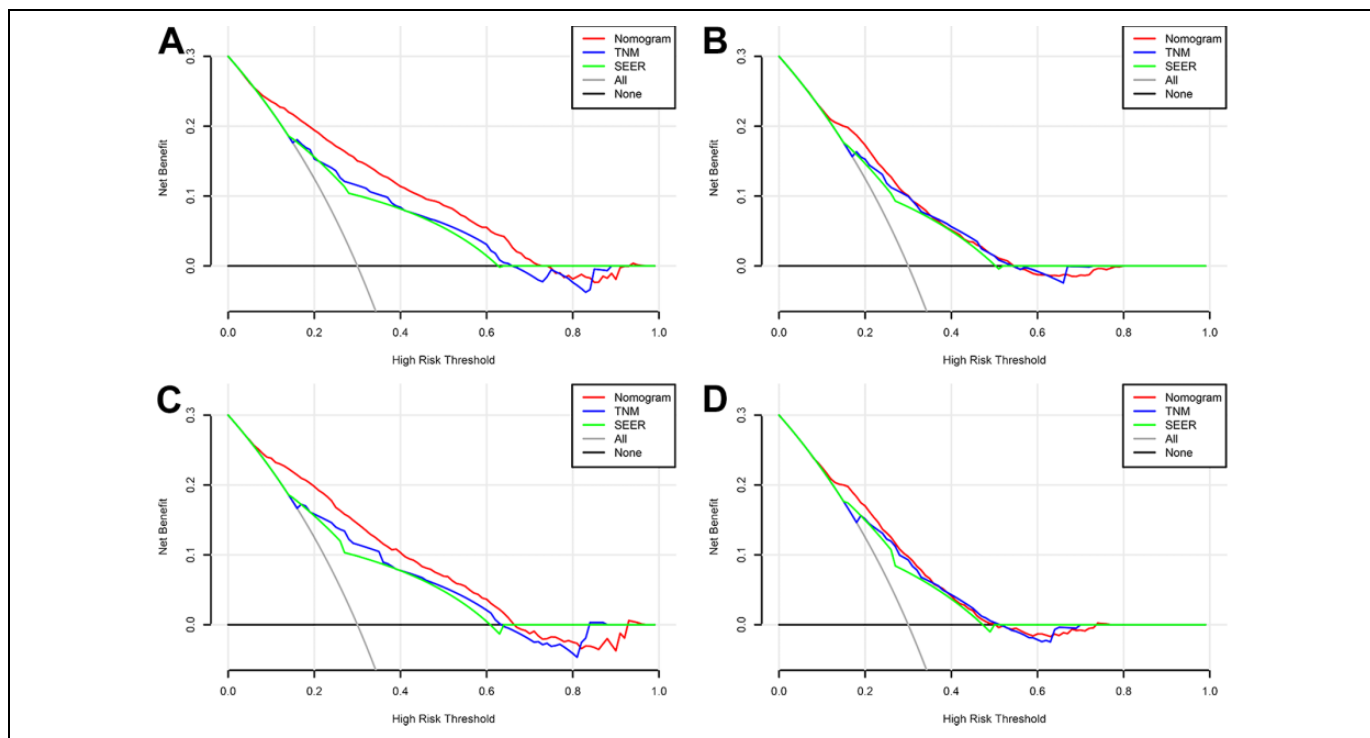 A
Nomogram
TNM
SEER
All
None
Net Benefit
0.3
0.2
0.1
0.0
0.0 0.2 0.4 0.6 0.8 1.0
High Risk Threshold
B
Nomogram
TNM
SEER
All
None
Net Benefit
0.3
0.2
0.1
0.0
0.0 0.2 0.4 0.6 0.8 1.0
High Risk Threshold
C
Nomogram
TNM
SEER
All
None
Net Benefit
0.3
0.2
0.1
0.0
0.0 0.2 0.4 0.6 0.8 1.0
High Risk Threshold
D
Nomogram
TNM
SEER
All
None
Net Benefit
0.3
0.2
0.1
0.0
0.0 0.2 0.4 0.6 0.8 1.0
High Risk Threshold